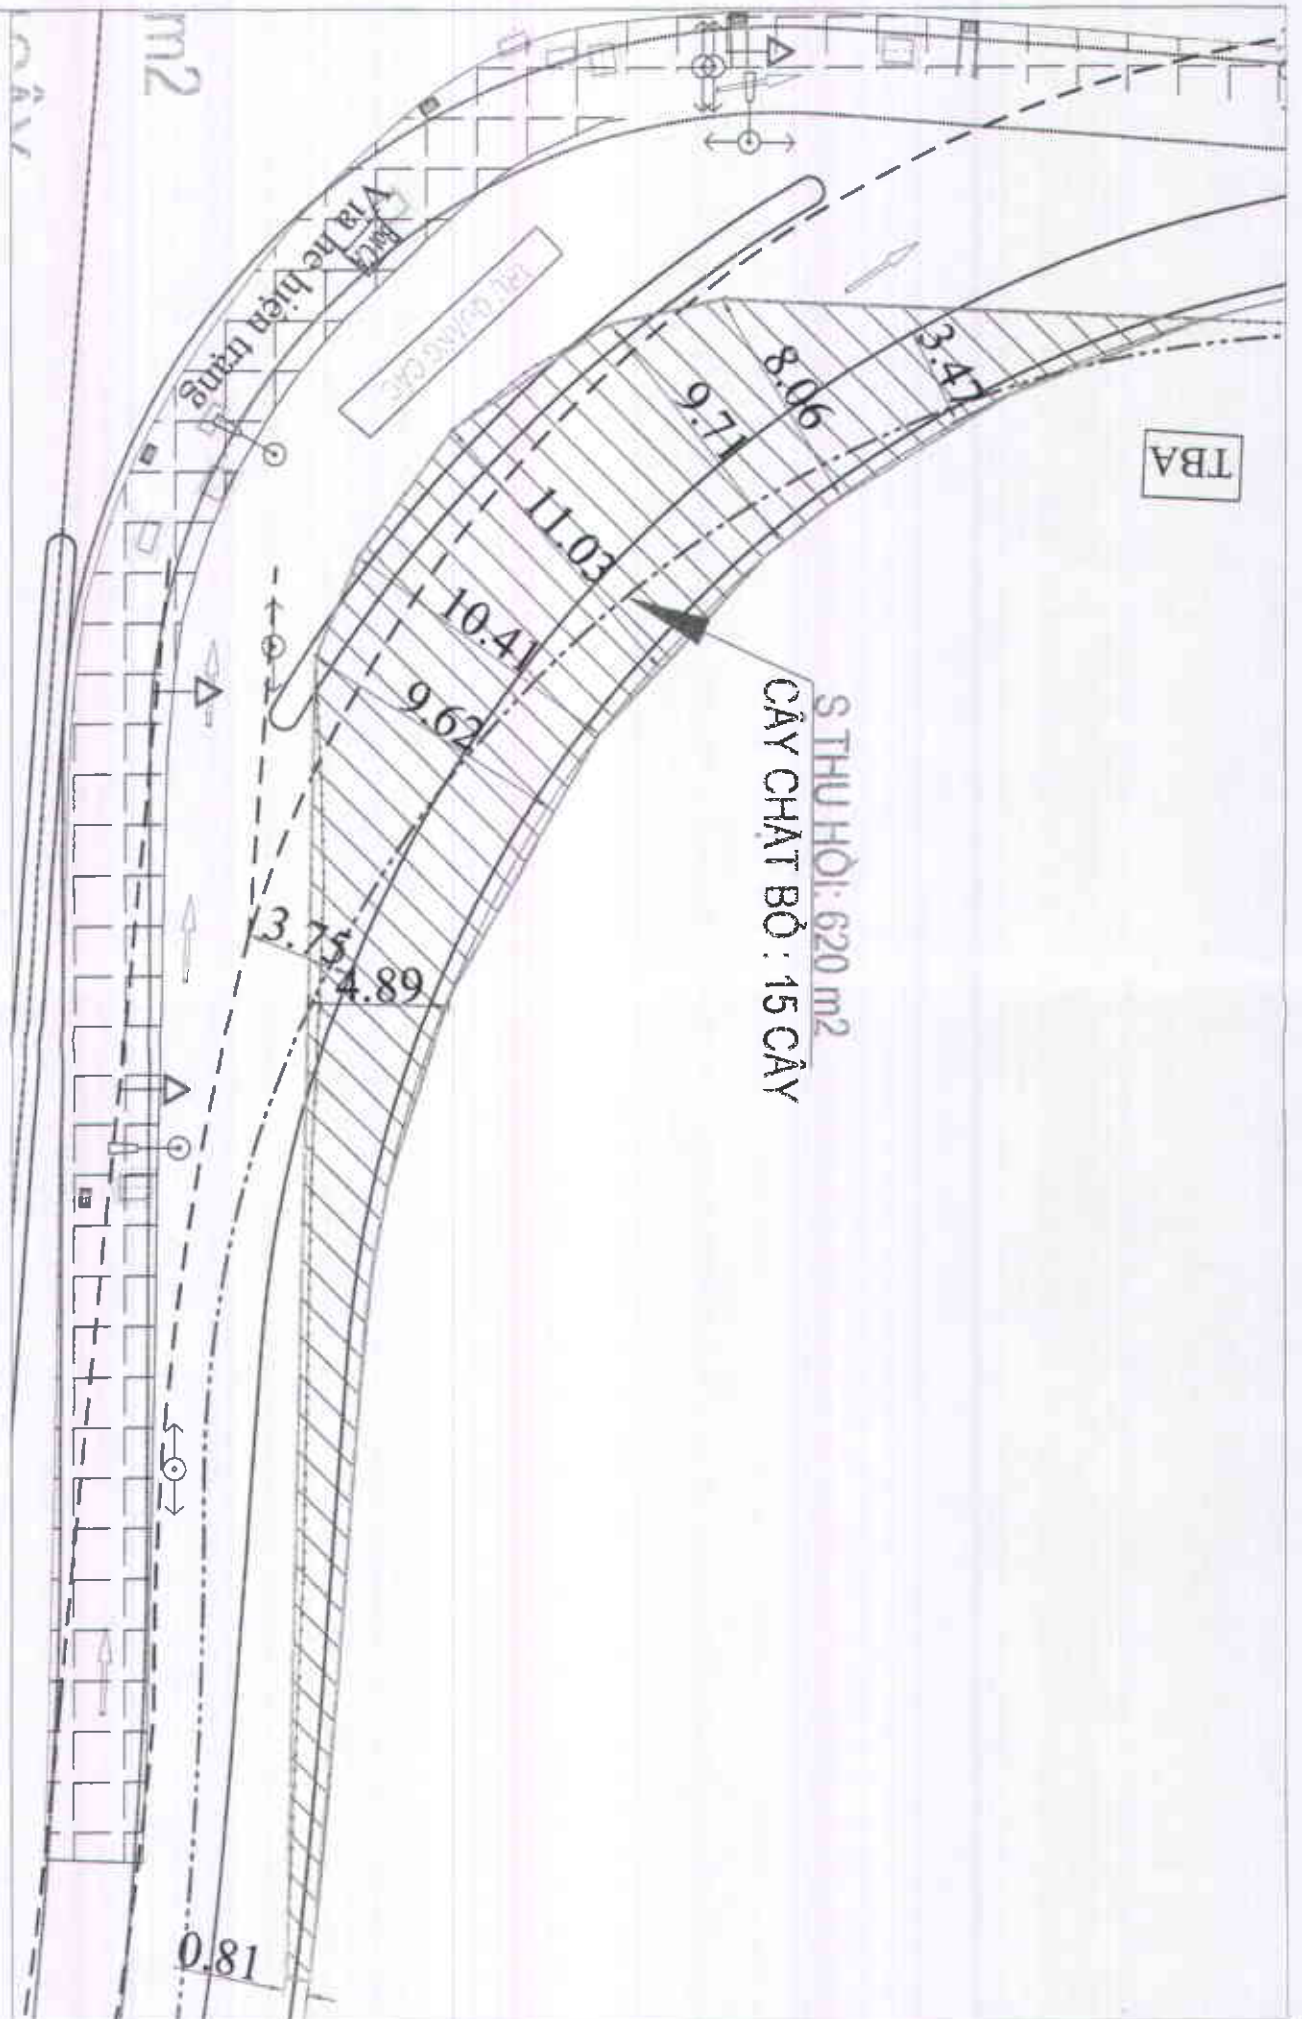 m2
CÂY
Vỉa hè hiện trạng
3.47
8.06
9.71
11.03
10.41
9.62
TBA
S THU HỒI: 620 m2
CÂY CHẶT BỎ : 15 CÂY
3.75
4.89
0.81